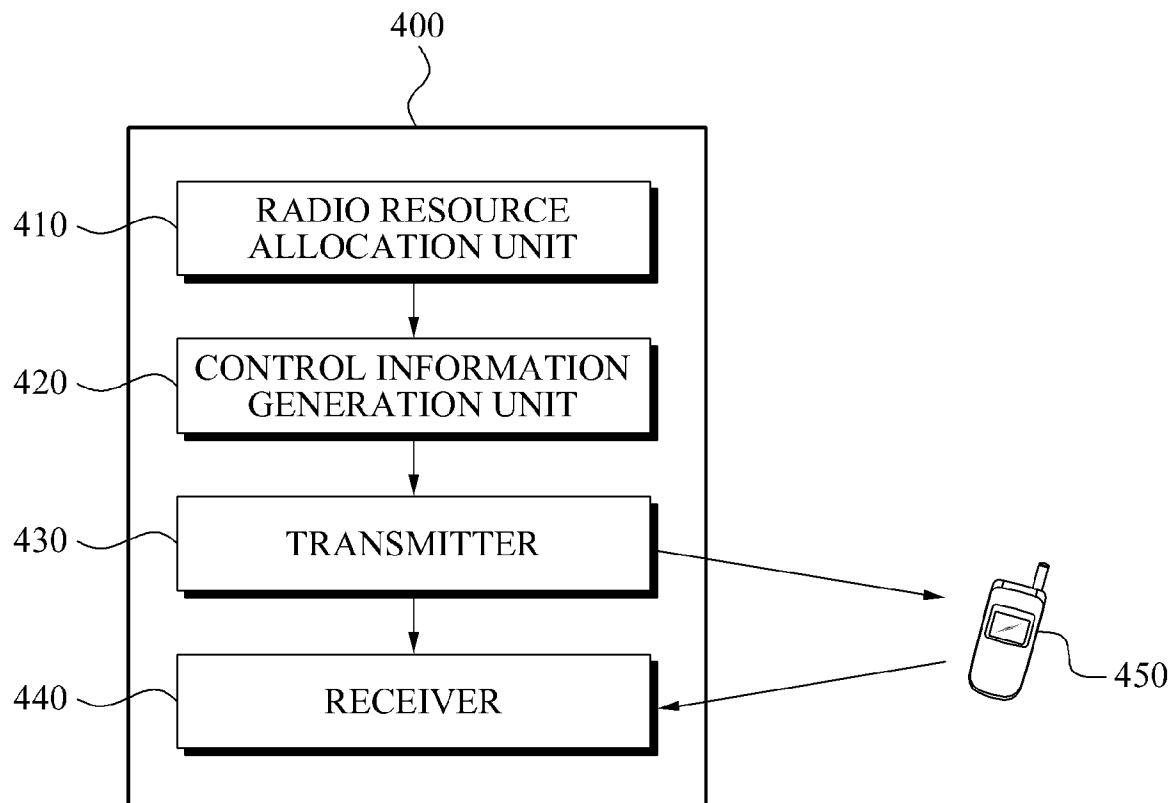 400
410
RADIO RESOURCE
ALLOCATION UNIT
420
CONTROL INFORMATION
GENERATION UNIT
430
TRANSMITTER
440
RECEIVER
450